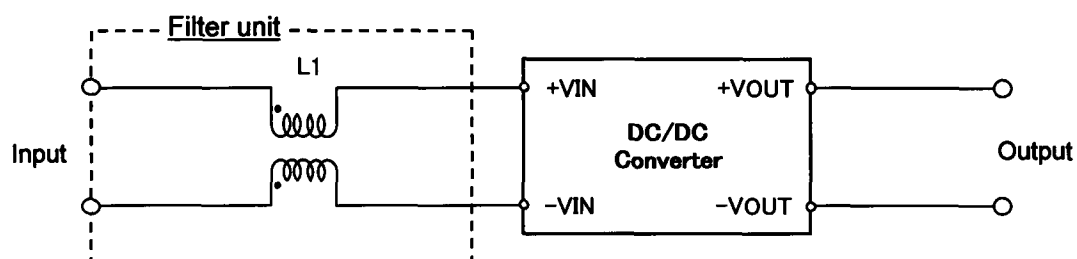 Filter unit
L1
+VIN
+VOUT
Input
DC/DC
Converter
Output
-VIN
-VOUT